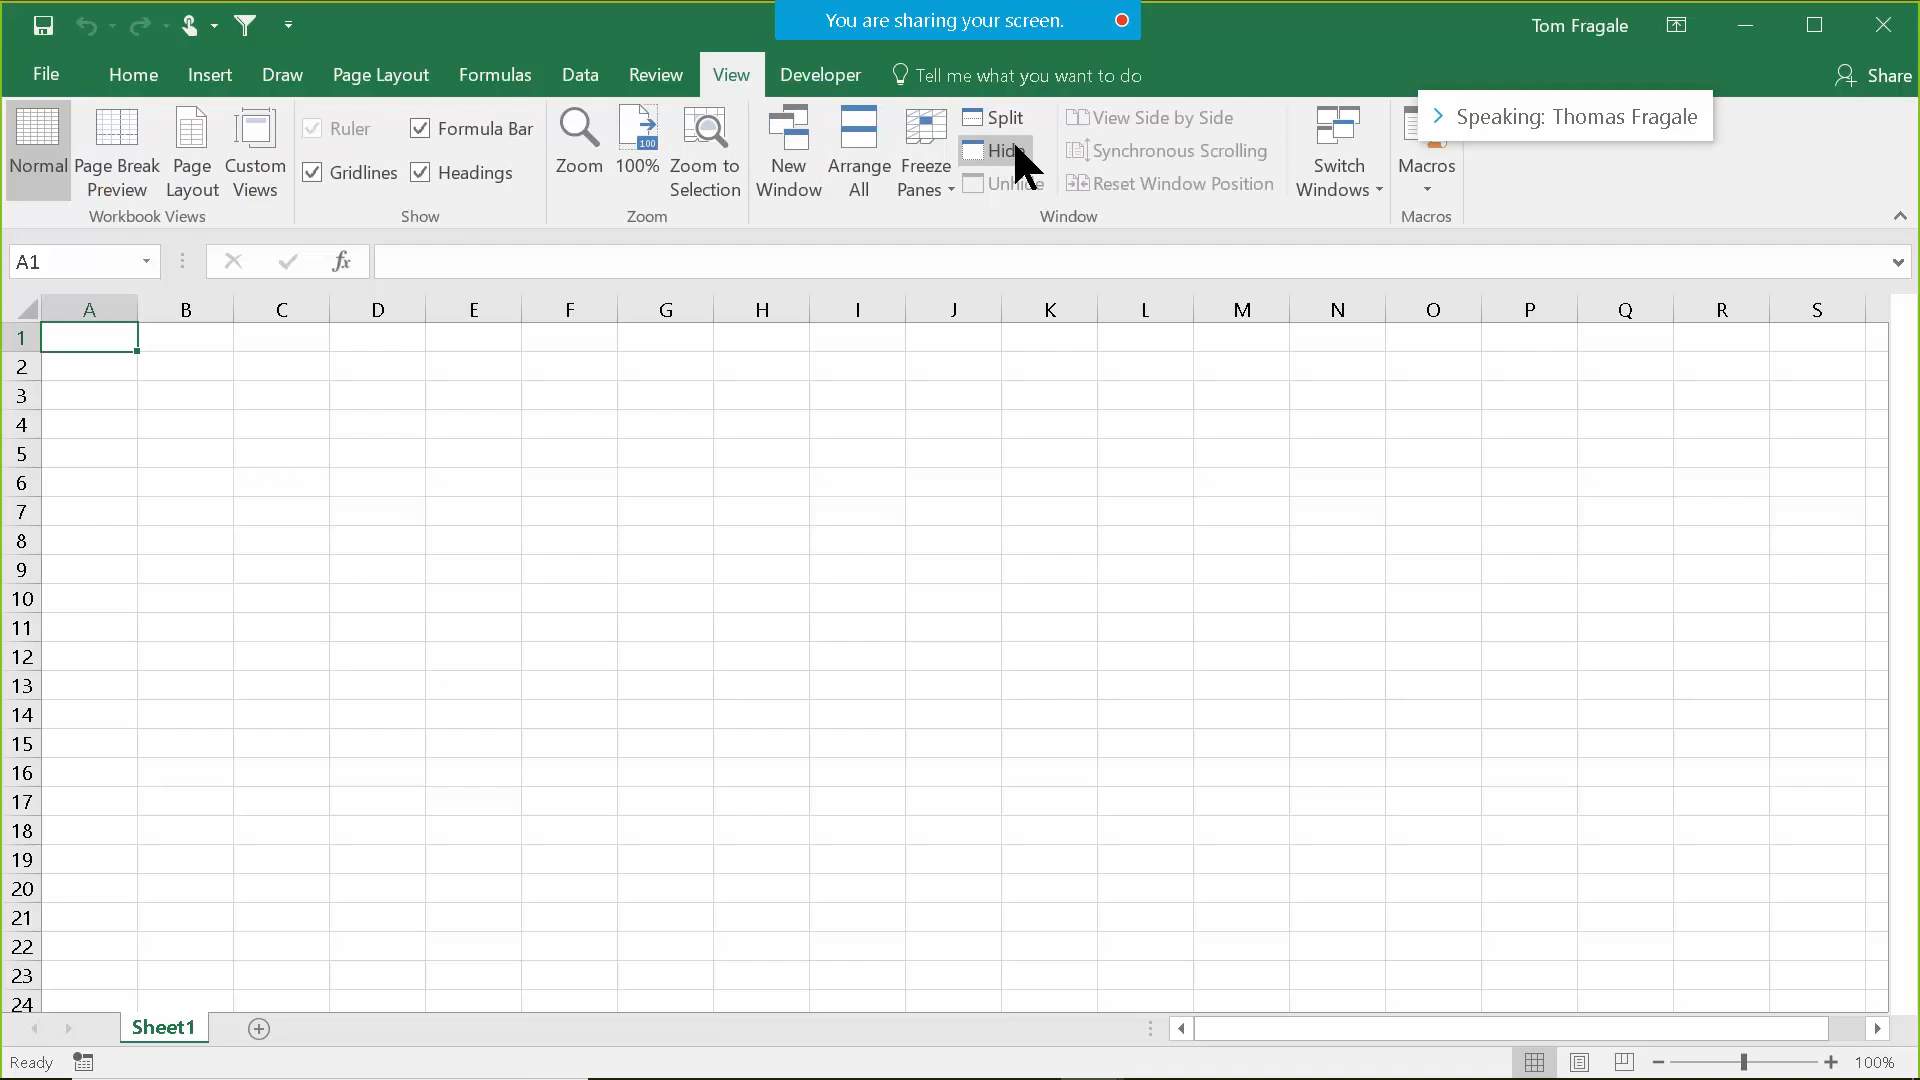 You are sharing your screen.
Tom Fragale
File
Home
Insert
Draw
Page Layout
Formulas
Data
Review
View
Developer
Tell me what you want to do
Share
Speaking: Thomas Fragale
Normal
Page Break
Preview
Page
Layout
Custom
Views
Workbook Views
Ruler
Formula Bar
Gridlines
Headings
Show
Zoom
100
100%
Zoom to
Selection
Zoom
New
Window
Arrange
All
Freeze
Panes
Split
Hide
Unhide
View Side by Side
Synchronous Scrolling
Reset Window Position
Window
Switch
Windows
Macros
Macros
A1
fx
A B C D E F G H I J K L M N O P Q R S
1
2
3
4
5
6
7
8
9
10
11
12
13
14
15
16
17
18
19
20
21
22
23
24
Sheet1
Ready
100%